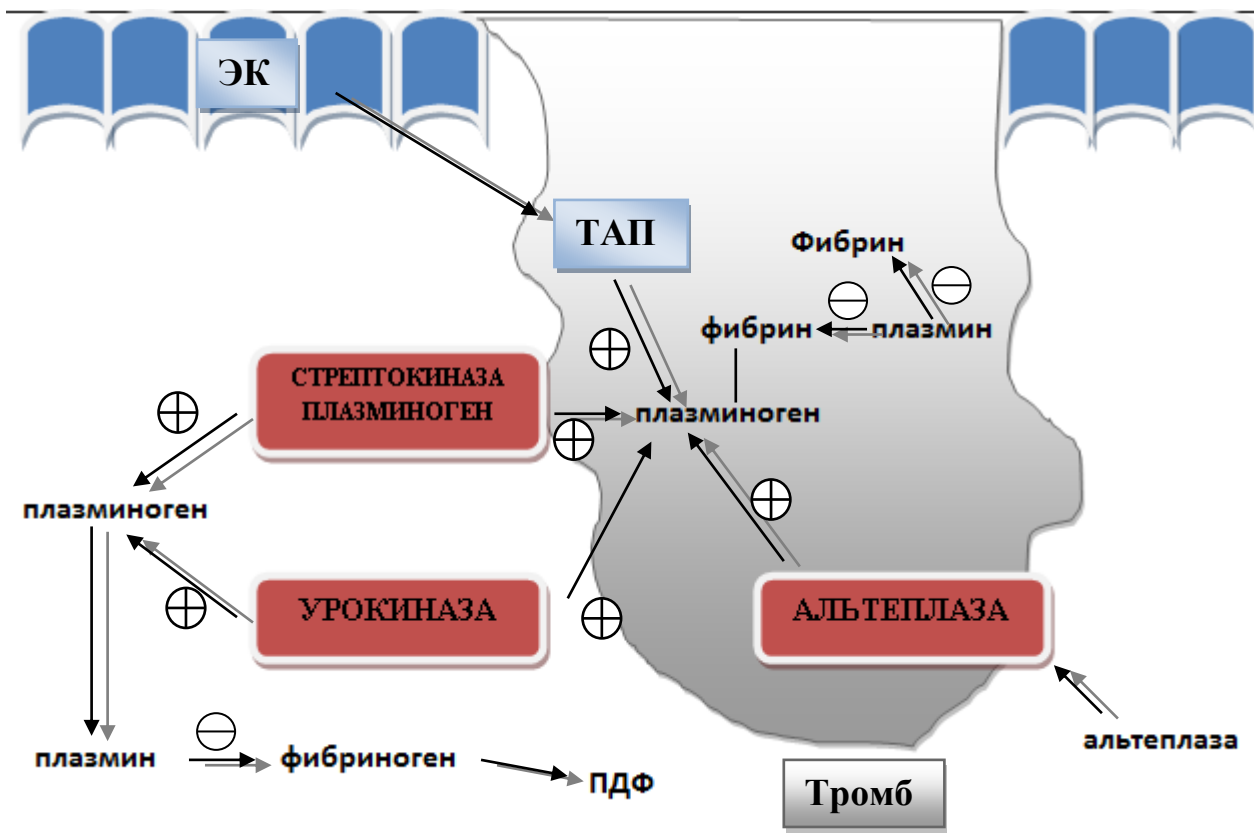 ЭК
ТАП
Фибрин
фибрин
плазмин
СТРЕПТОКИНАЗА
ПЛАЗМИНОГЕН
плазминоген
плазминоген
УРОКИНАЗА
АЛЬТЕПЛАЗА
альтеплаза
плазмин
фибриноген
ПДФ
Тромб